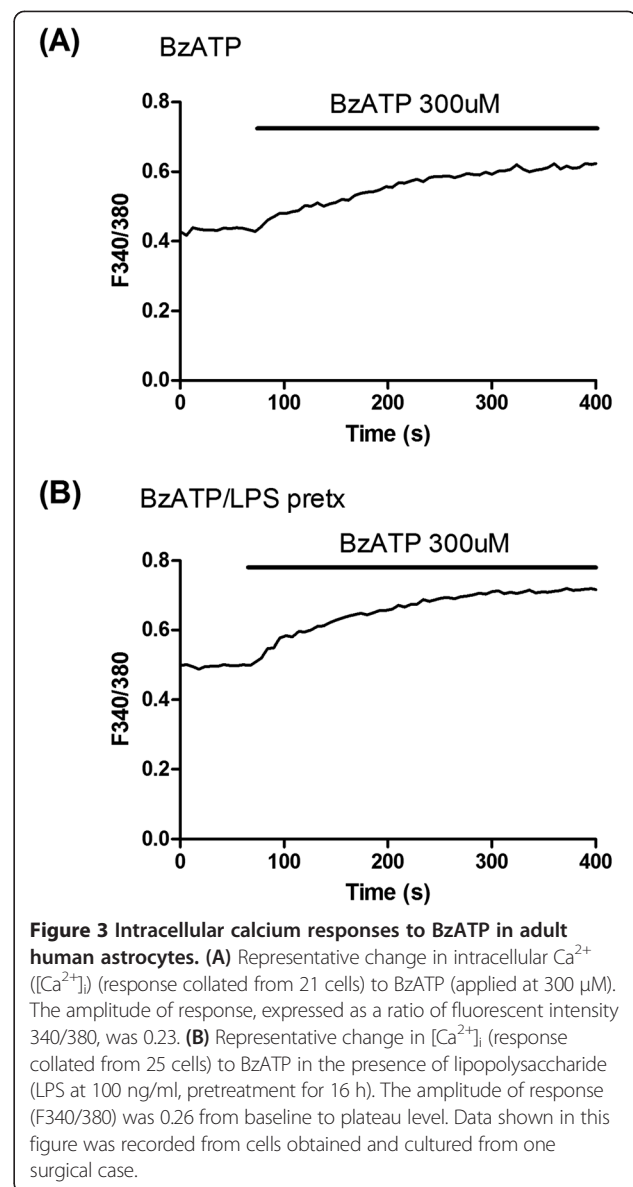 (A) BzATP
BzATP 300uM
0.8
0.6
0.4
0.2
0.0
F340/380
0 100 200 300 400
Time (s)
(B) BzATP/LPS pretx
BzATP 300uM
0.8
0.6
0.4
0.2
0.0
F340/380
0 100 200 300 400
Time (s)
Figure 3 Intracellular calcium responses to BzATP in adult
human astrocytes. (A) Representative change in intracellular Ca²⁺
([Ca²⁺]ᵢ) (response collated from 21 cells) to BzATP (applied at 300 μM).
The amplitude of response, expressed as a ratio of fluorescent intensity
340/380, was 0.23. (B) Representative change in [Ca²⁺]ᵢ (response
collated from 25 cells) to BzATP in the presence of lipopolysaccharide
(LPS at 100 ng/ml, pretreatment for 16 h). The amplitude of response
(F340/380) was 0.26 from baseline to plateau level. Data shown in this
figure was recorded from cells obtained and cultured from one
surgical case.